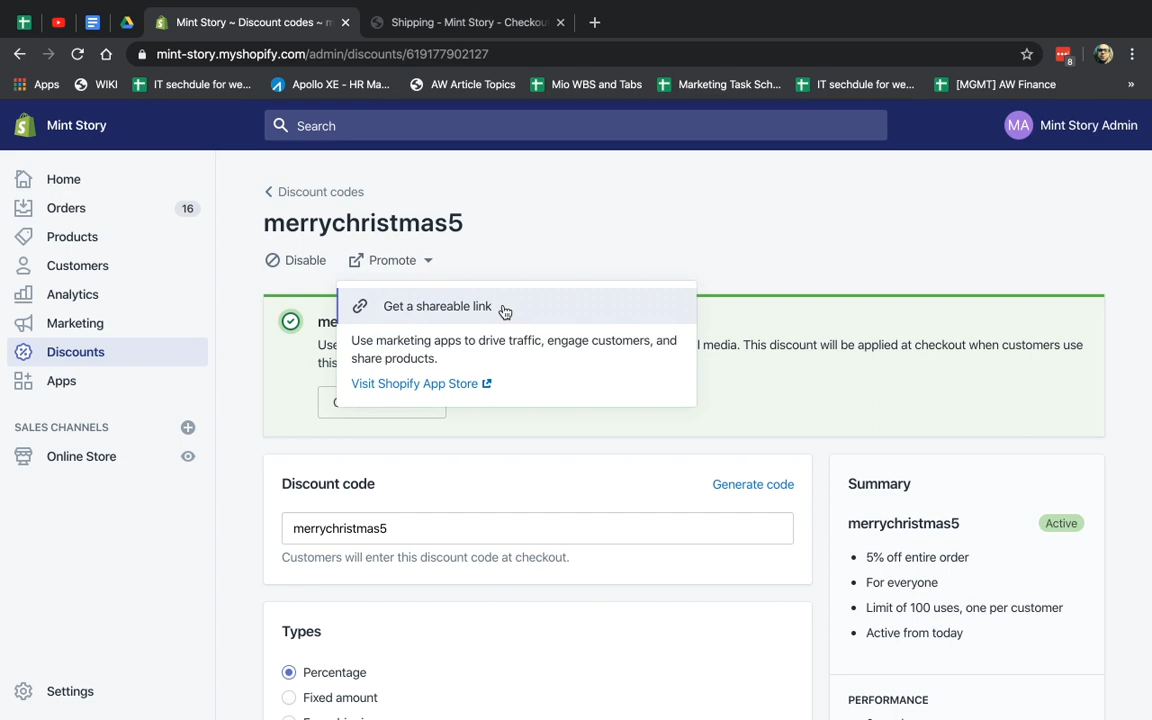 Mint Story ~ Discount codes ~ m
Shipping - Mint Story - Checkou
mint-story.myshopify.com/admin/discounts/619177902127
8
Apps
WIKI
IT sechdule for we...
Apollo XE - HR Ma...
AW Article Topics
Mio WBS and Tabs
Marketing Task Sch...
IT sechdule for we...
[MGMT] AW Finance
»
Mint Story
Search
MA
Mint Story Admin
Home
Orders
16
Products
Customers
Analytics
Marketing
Discounts
Apps
SALES CHANNELS
Online Store
Settings
Discount codes
merrychristmas5
Disable
Promote
Get a shareable link
Use marketing apps to drive traffic, engage customers, and
share products.
Visit Shopify App Store
me
Use
l media. This discount will be applied at checkout when customers use
this
Discount code
Generate code
merrychristmas5
Customers will enter this discount code at checkout.
Types
Percentage
Fixed amount
Summary
merrychristmas5
Active
• 5% off entire order
• For everyone
• Limit of 100 uses, one per customer
• Active from today
PERFORMANCE